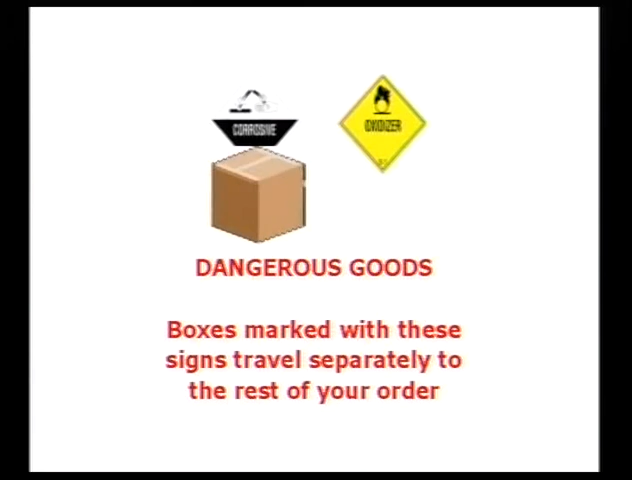 CORROSIVE
OXIDIZER
DANGEROUS GOODS
Boxes marked with these
signs travel separately to
the rest of your order